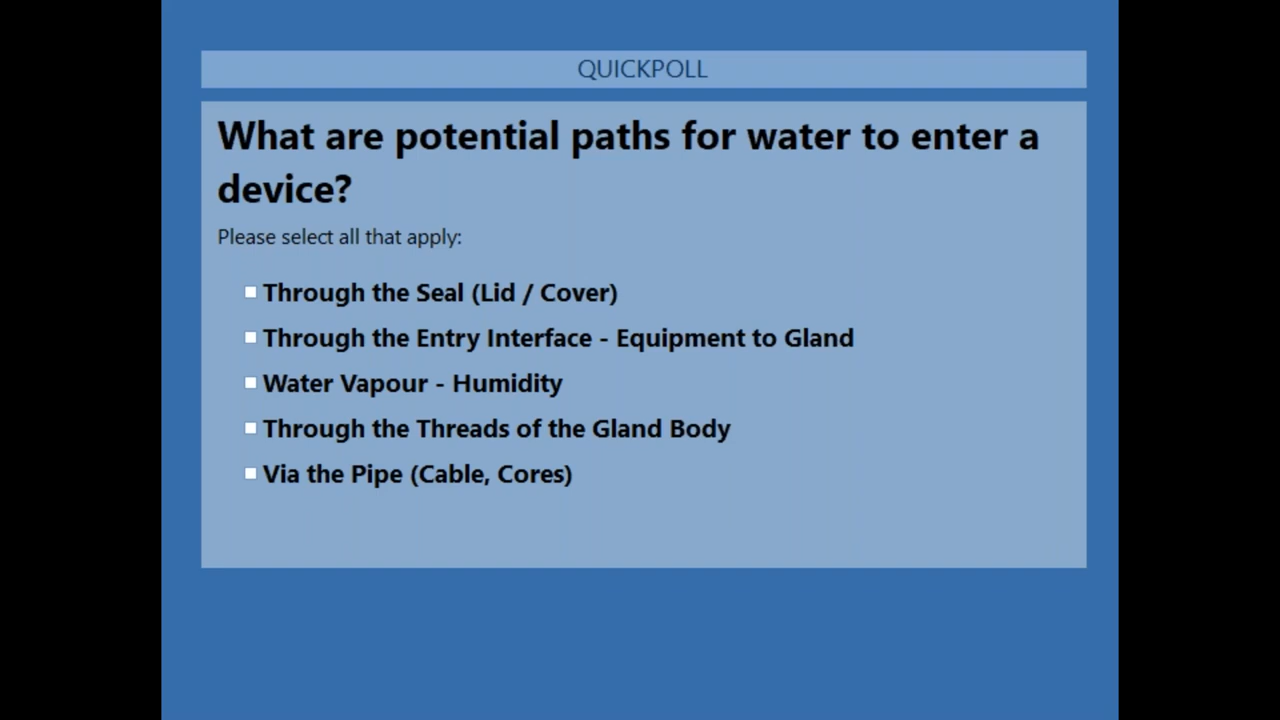 QUICKPOLL
What are potential paths for water to enter a
device?
Please select all that apply:
Through the Seal (Lid / Cover)
Through the Entry Interface - Equipment to Gland
Water Vapour - Humidity
Through the Threads of the Gland Body
Via the Pipe (Cable, Cores)